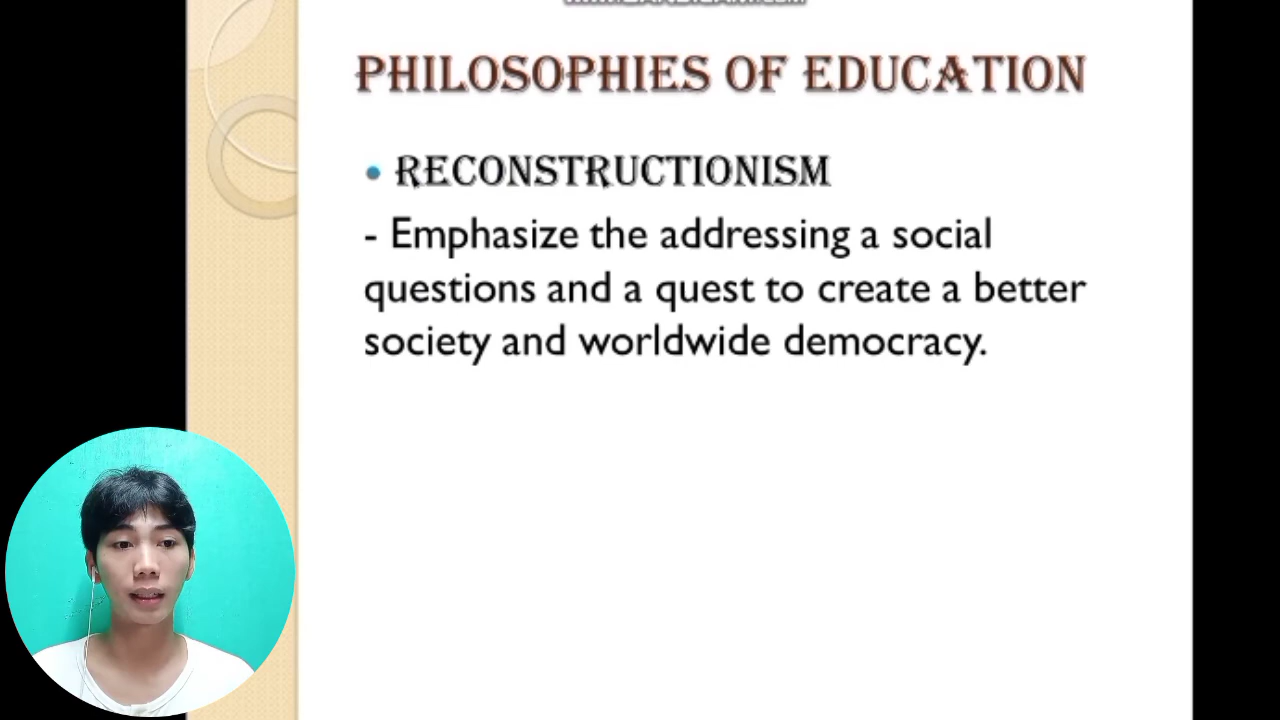 PHILOSOPHIES OF EDUCATION
• RECONSTRUCTIONISM
- Emphasize the addressing a social
questions and a quest to create a better
society and worldwide democracy.